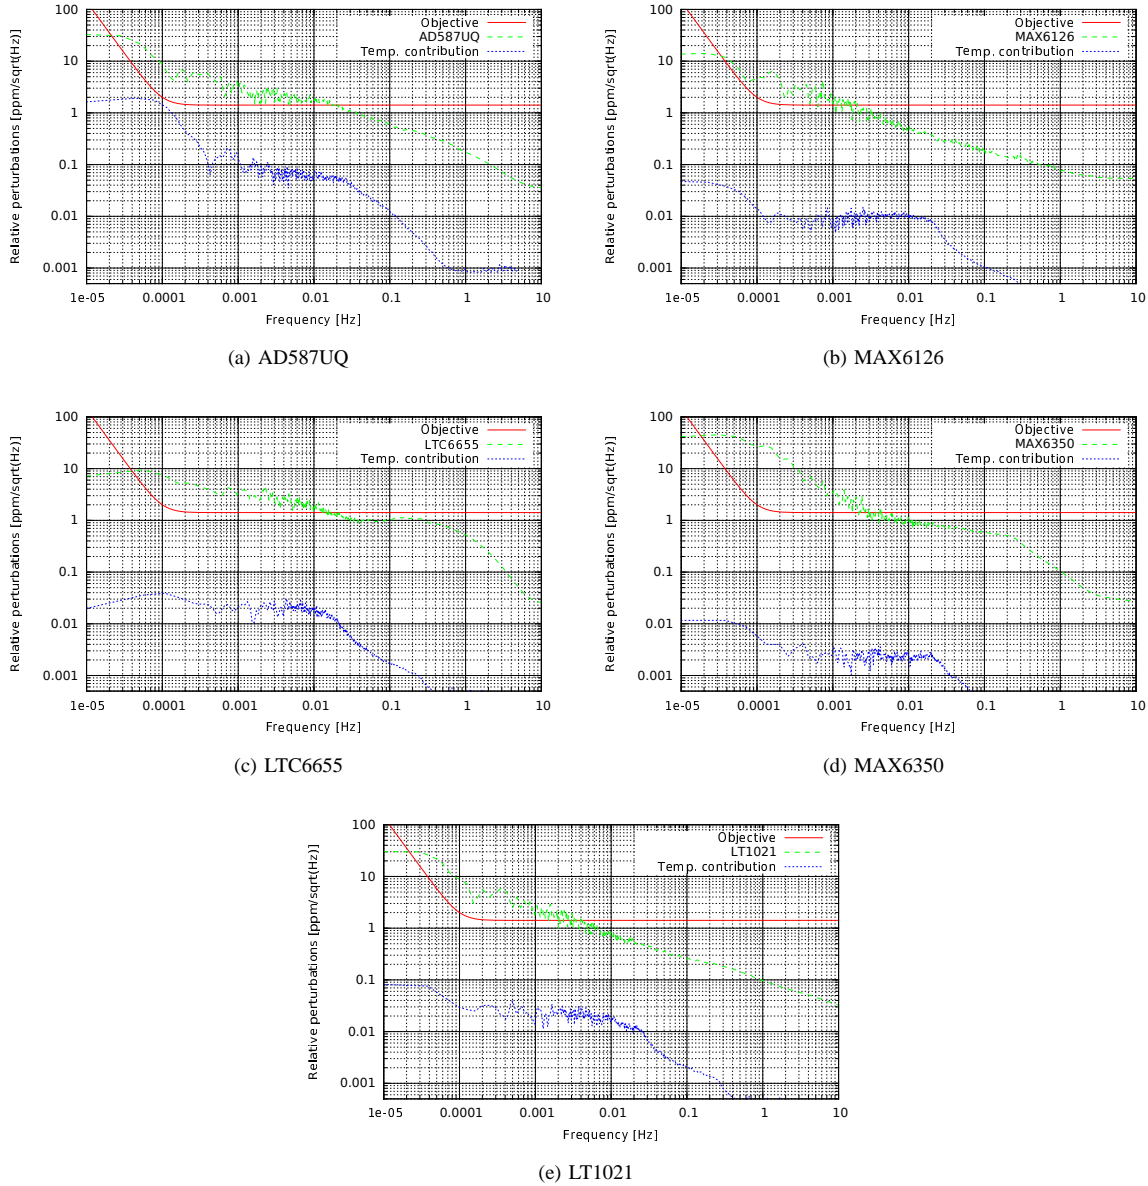 Relative perturbations [ppm/sqrt(Hz)]
100
10
1
0.1
0.01
0.001
1e-05 0.0001 0.001 0.01 0.1 1 10
Frequency [Hz]
Objective
AD587UQ
Temp. contribution
(a) AD587UQ
Relative perturbations [ppm/sqrt(Hz)]
100
10
1
0.1
0.01
0.001
1e-05 0.0001 0.001 0.01 0.1 1 10
Frequency [Hz]
Objective
MAX6126
Temp. contribution
(b) MAX6126
Relative perturbations [ppm/sqrt(Hz)]
100
10
1
0.1
0.01
0.001
1e-05 0.0001 0.001 0.01 0.1 1 10
Frequency [Hz]
Objective
LTC6655
Temp. contribution
(c) LTC6655
Relative perturbations [ppm/sqrt(Hz)]
100
10
1
0.1
0.01
0.001
1e-05 0.0001 0.001 0.01 0.1 1 10
Frequency [Hz]
Objective
MAX6350
Temp. contribution
(d) MAX6350
Relative perturbations [ppm/sqrt(Hz)]
100
10
1
0.1
0.01
0.001
1e-05 0.0001 0.001 0.01 0.1 1 10
Frequency [Hz]
Objective
LT1021
Temp. contribution
(e) LT1021